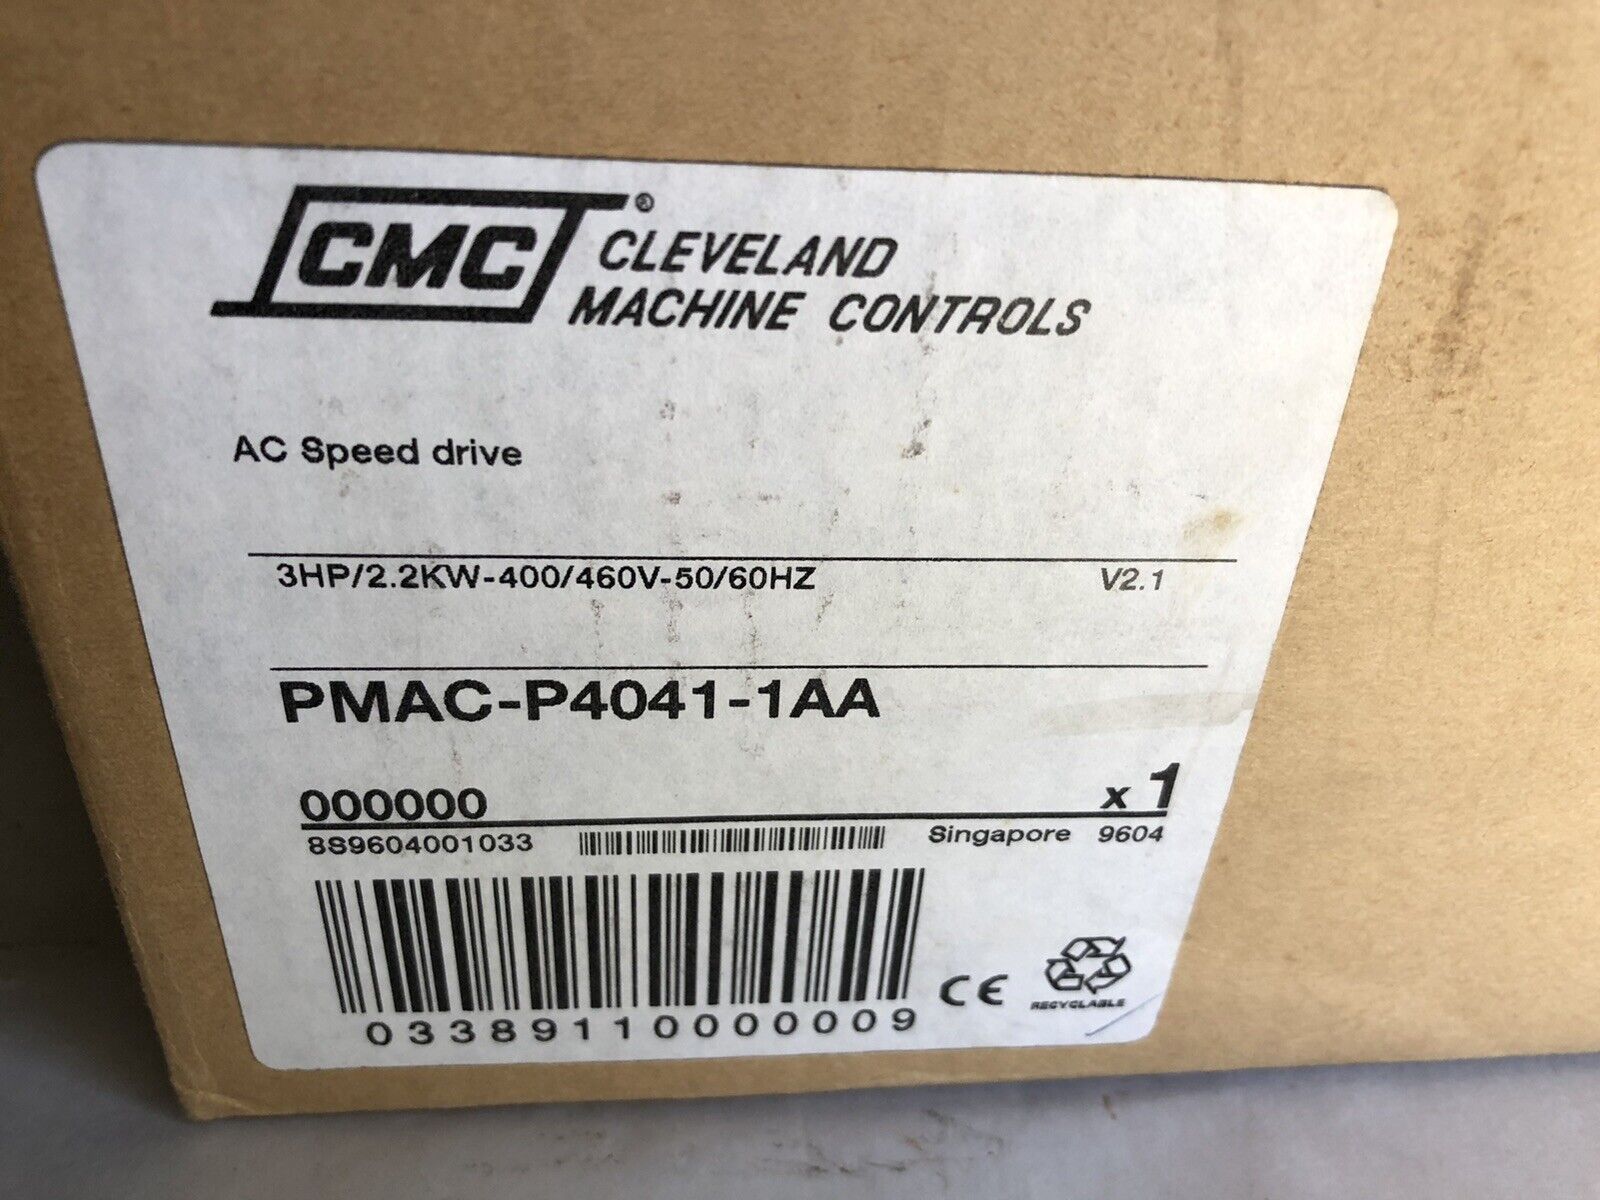 CMC®
CLEVELAND
MACHINE CONTROLS
AC Speed drive
3HP/2.2KW-400/460V-50/60HZ V2.1
PMAC-P4041-1AA
000000 x 1
8S9604001033 Singapore 9604
03389110000009
CE
RECYCLABLE